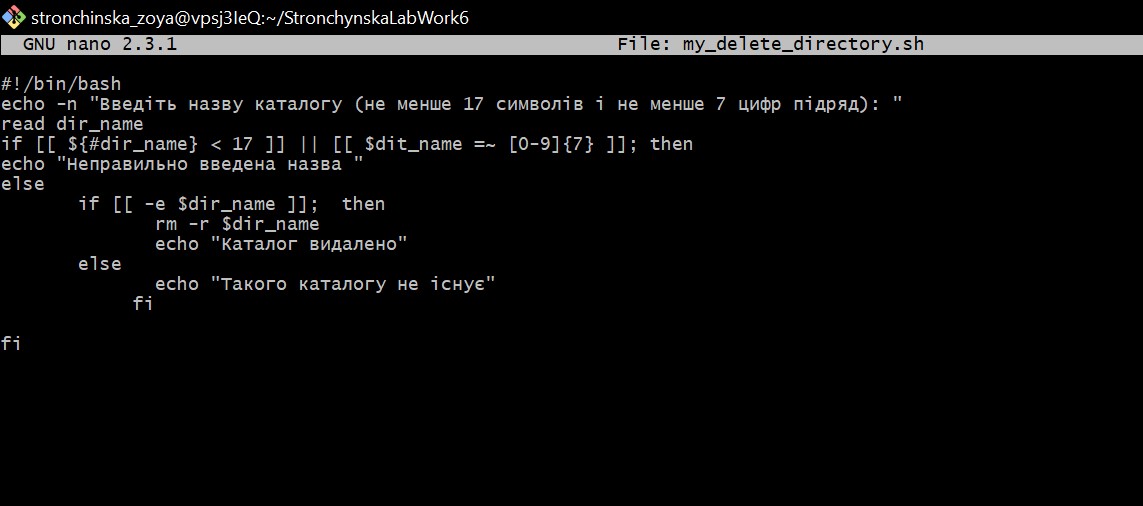 stronchinska_zoya@vpsj3IeQ:~/StronchynskaLabWork6
GNU nano 2.3.1 File: my_delete_directory.sh
#!/bin/bash
echo -n "Введіть назву каталогу (не менше 17 символів і не менше 7 цифр підряд): "
read dir_name
if [[ ${#dir_name} < 17 ]] || [[ $dit_name =~ [0-9]{7} ]]; then
echo "Неправильно введена назва "
else
if [[ -e $dir_name ]];  then
rm -r $dir_name
echo "Каталог видалено"
else
echo "Такого каталогу не існує"
fi
fi